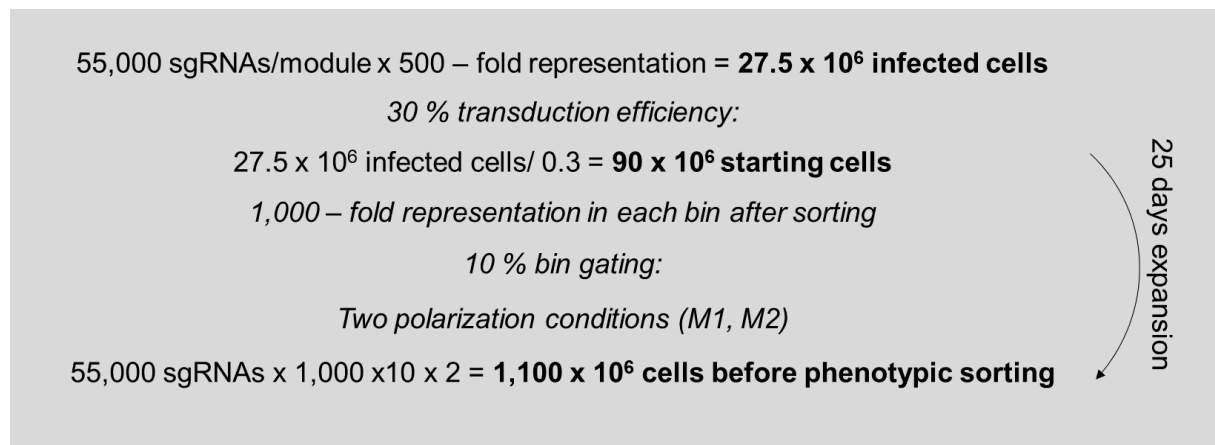 55,000 sgRNAs/module x 500 – fold representation = 27.5 x 10⁶ infected cells
30 % transduction efficiency:
27.5 x 10⁶ infected cells/ 0.3 = 90 x 10⁶ starting cells
1,000 – fold representation in each bin after sorting
10 % bin gating:
Two polarization conditions (M1, M2)
55,000 sgRNAs x 1,000 x10 x 2 = 1,100 x 10⁶ cells before phenotypic sorting
25 days expansion